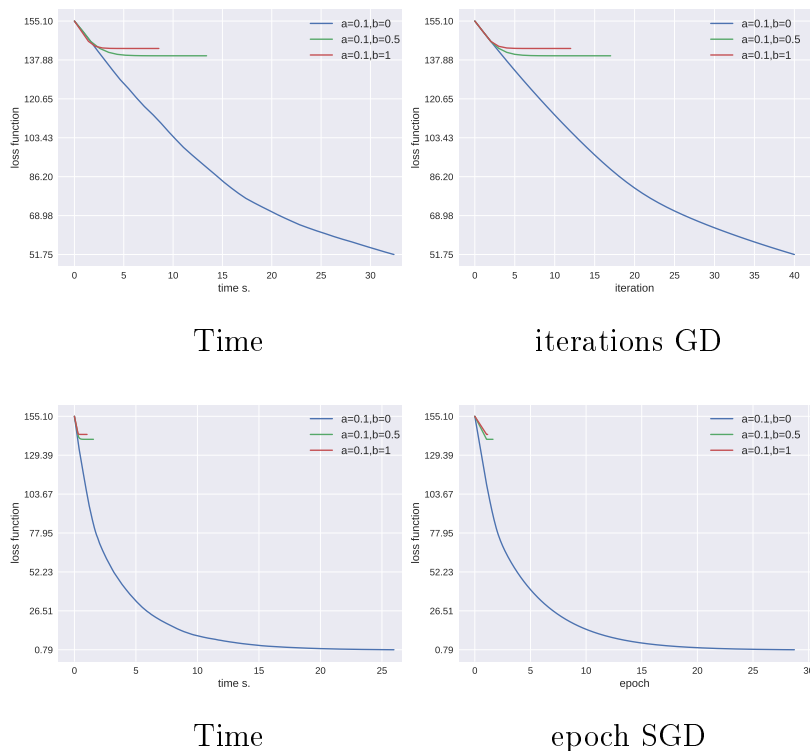 155.10
137.88
120.65
103.43
86.20
68.98
51.75
loss function
0 5 10 15 20 25 30
time s.
a=0.1,b=0
a=0.1,b=0.5
a=0.1,b=1
155.10
137.88
120.65
103.43
86.20
68.98
51.75
loss function
0 5 10 15 20 25 30 35 40
iteration
a=0.1,b=0
a=0.1,b=0.5
a=0.1,b=1
Time
iterations GD
155.10
129.39
103.67
77.95
52.23
26.51
0.79
loss function
0 5 10 15 20 25
time s.
a=0.1,b=0
a=0.1,b=0.5
a=0.1,b=1
155.10
129.39
103.67
77.95
52.23
26.51
0.79
loss function
0 5 10 15 20 25 30
epoch
a=0.1,b=0
a=0.1,b=0.5
a=0.1,b=1
Time
epoch SGD